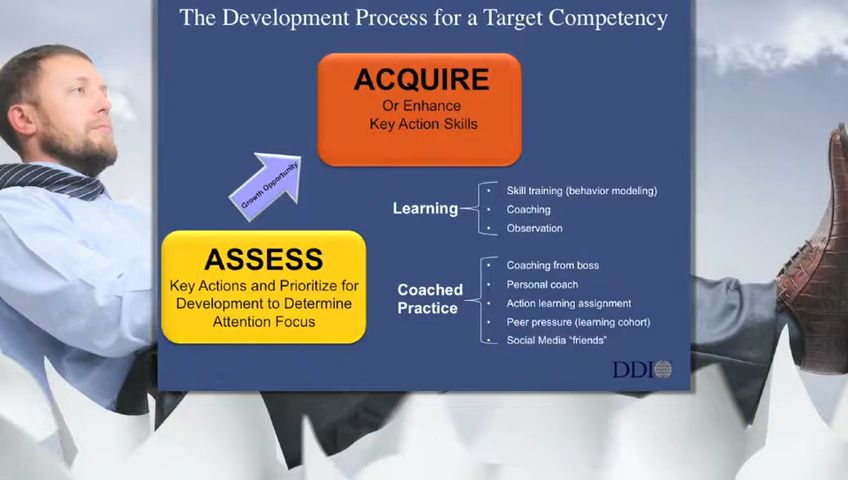 The Development Process for a Target Competency
ACQUIRE
Or Enhance
Key Action Skills
Growth Opportunity
Learning
• Skill training (behavior modeling)
• Coaching
• Observation
ASSESS
Key Actions and Prioritize for
Development to Determine
Attention Focus
Coached
Practice
• Coaching from boss
• Personal coach
• Action learning assignment
• Peer pressure (learning cohort)
• Social Media “friends”
DDI